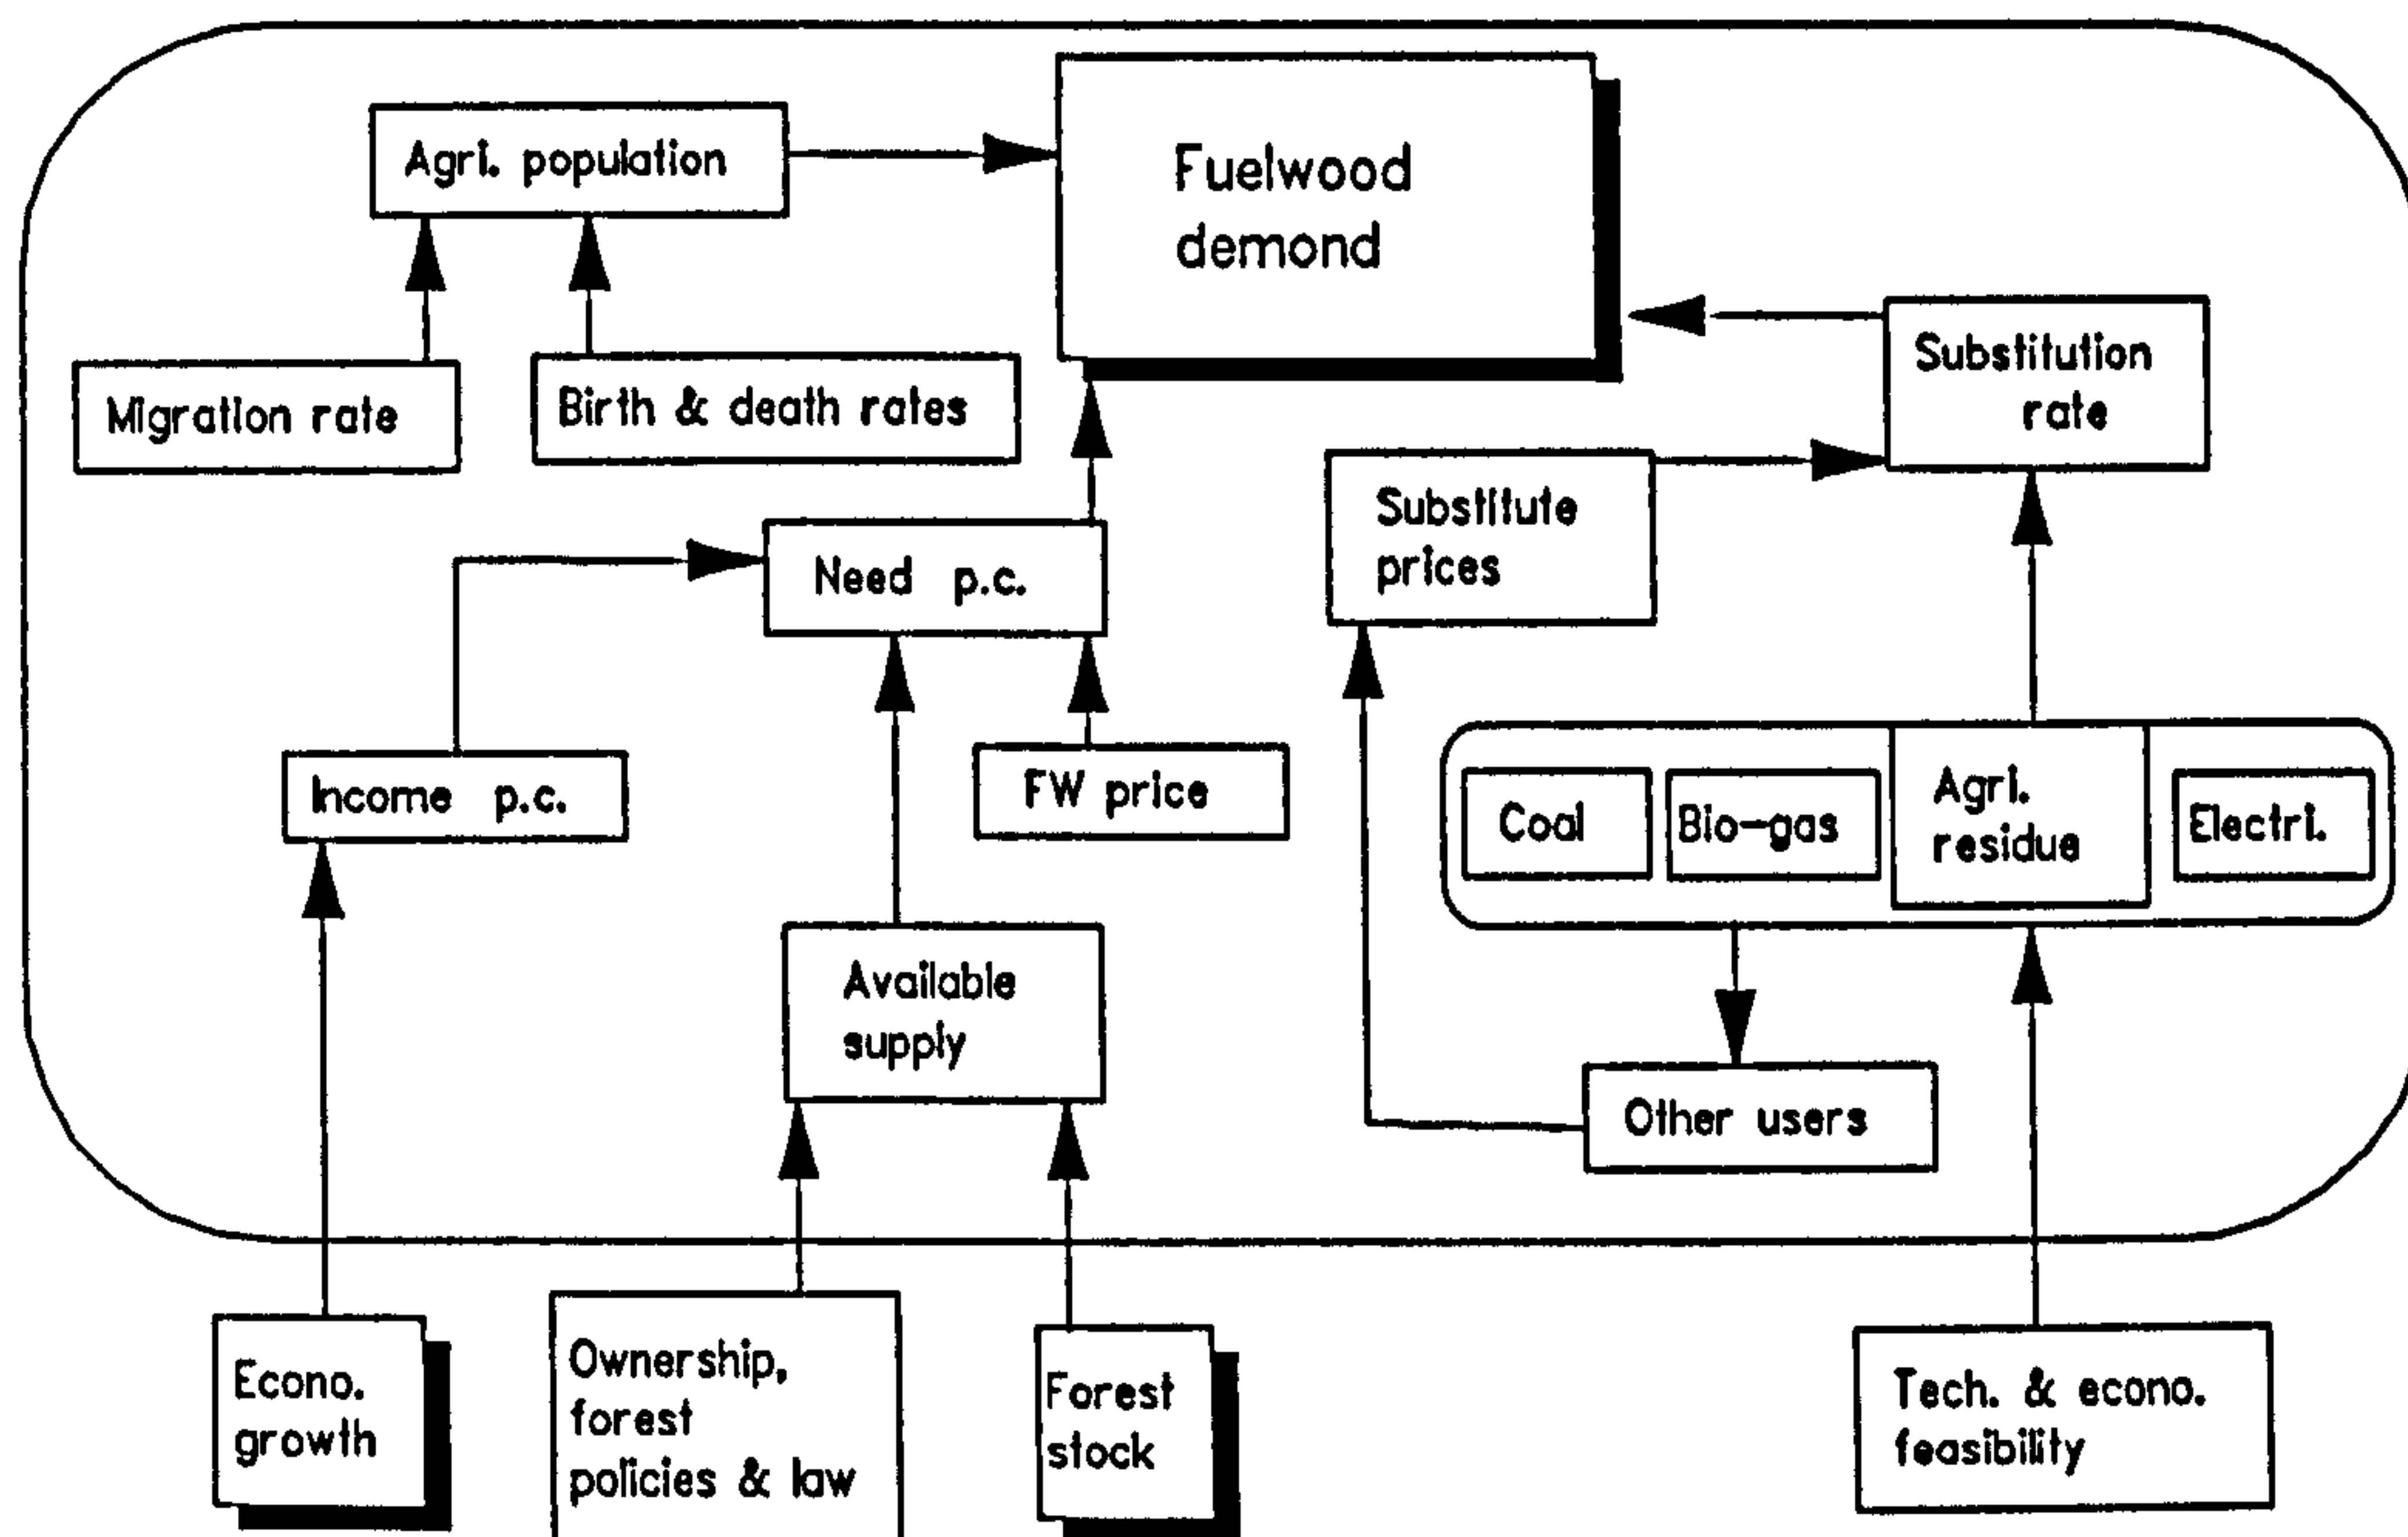 Fuelwood
demond
Agri. population
Migration rate
Birth & death rates
Substitution
rate
Substitute
prices
Need p.c.
Income p.c.
FW price
Coal
Bio-gas
Agri.
residue
Electri.
Available
supply
Other users
Econo.
growth
Ownership,
forest
policies & law
Forest
stock
Tech. & econo.
feasibility